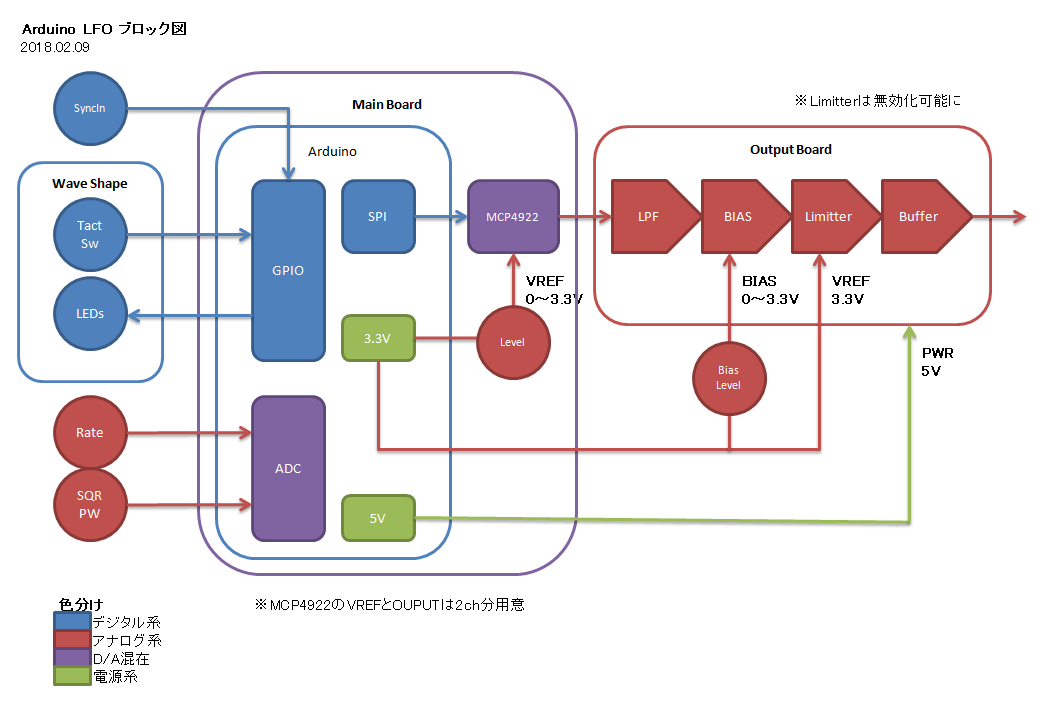 Arduino LFO ブロック図
2018.02.09
SyncIn
Main Board
※Limitterは無効化可能に
Arduino
Output Board
Wave Shape
Tact
Sw
GPIO
SPI
MCP4922
LPF
BIAS
Limitter
Buffer
VREF
0～3.3V
BIAS
0～3.3V
VREF
3.3V
LEDs
3.3V
Level
Bias
Level
PWR
5V
Rate
ADC
SQR
PW
5V
※MCP4922のVREFとOUPUTは2ch分用意
色分け
デジタル系
アナログ系
D/A混在
電源系